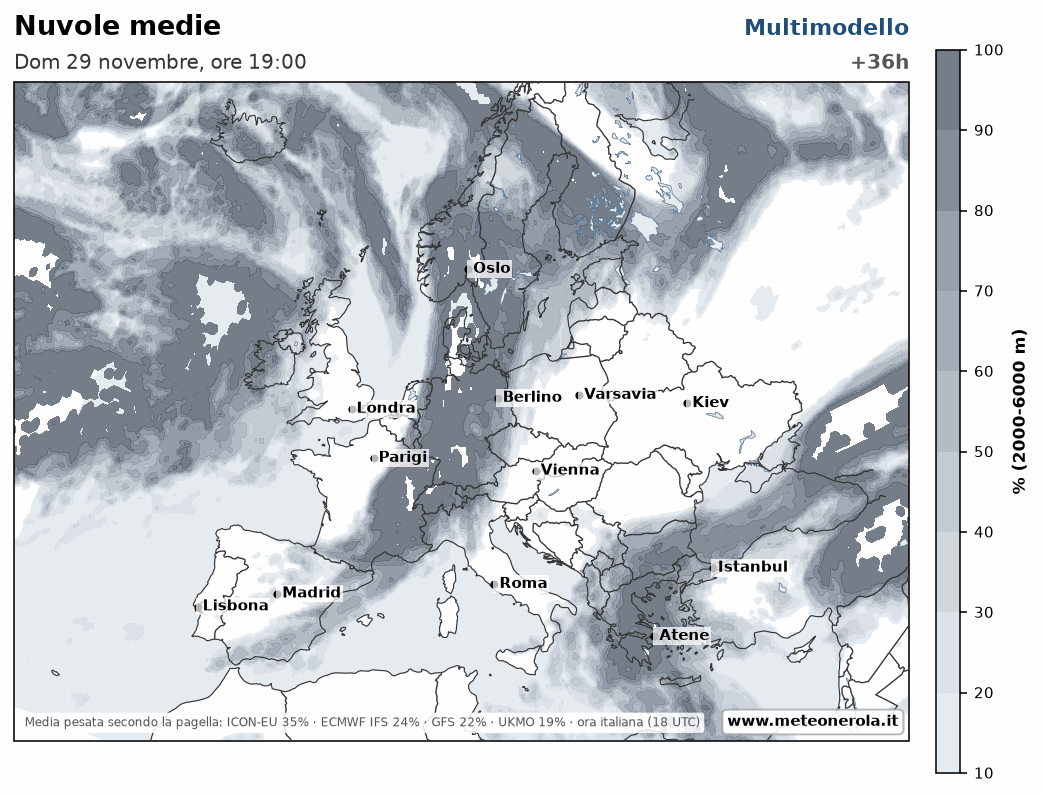 Nuvole medie
Multimodello
Dom 29 novembre, ore 19:00
+36h
100
90
80
70
60
50
40
30
20
10
% (2000-6000 m)
Oslo
Londra
Berlino
Varsavia
Kiev
Parigi
Vienna
Istanbul
Roma
Madrid
Lisbona
Atene
Media pesata secondo la pagella: ICON-EU 35% · ECMWF IFS 24% · GFS 22% · UKMO 19% · ora italiana (18 UTC)
www.meteonerola.it